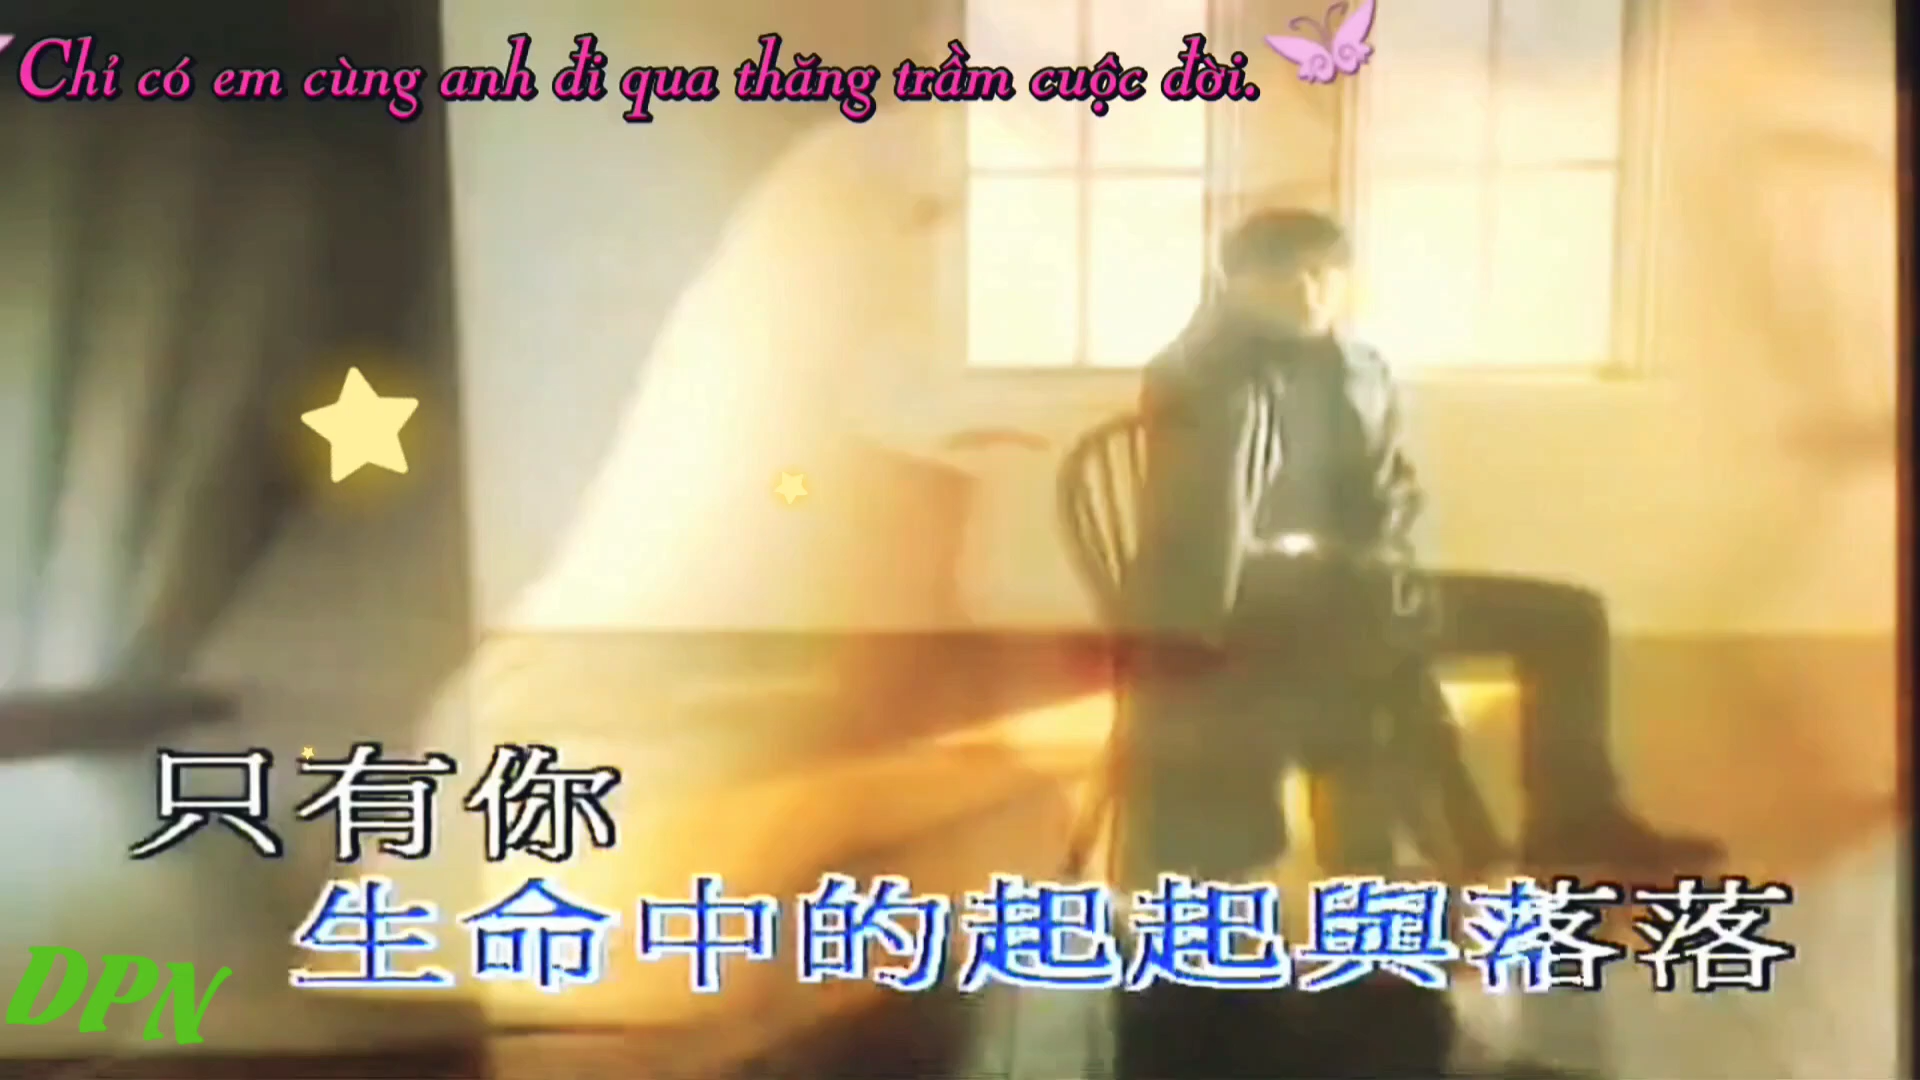 Chỉ có em cùng anh đi qua thăng trầm cuộc đời.
只有你
生命中的起起與落落
DPN